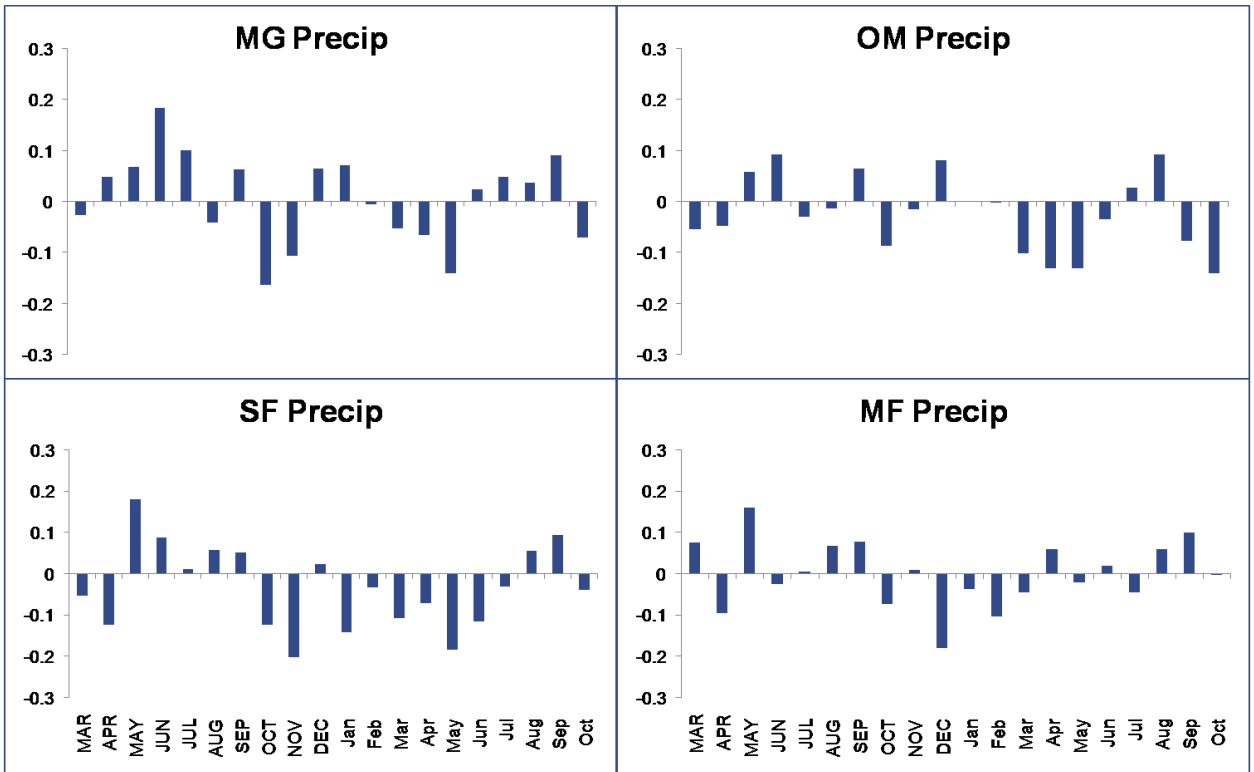 MG Precip
0.3
0.2
0.1
0
-0.1
-0.2
-0.3
OM Precip
0.3
0.2
0.1
0
-0.1
-0.2
-0.3
SF Precip
0.3
0.2
0.1
0
-0.1
-0.2
-0.3
MAR
APR
MAY
JUN
JUL
AUG
SEP
OCT
NOV
DEC
Jan
Feb
Mar
Apr
May
Jun
Jul
Aug
Sep
Oct
MF Precip
0.3
0.2
0.1
0
-0.1
-0.2
-0.3
MAR
APR
MAY
JUN
JUL
AUG
SEP
OCT
NOV
DEC
Jan
Feb
Mar
Apr
May
Jun
Jul
Aug
Sep
Oct